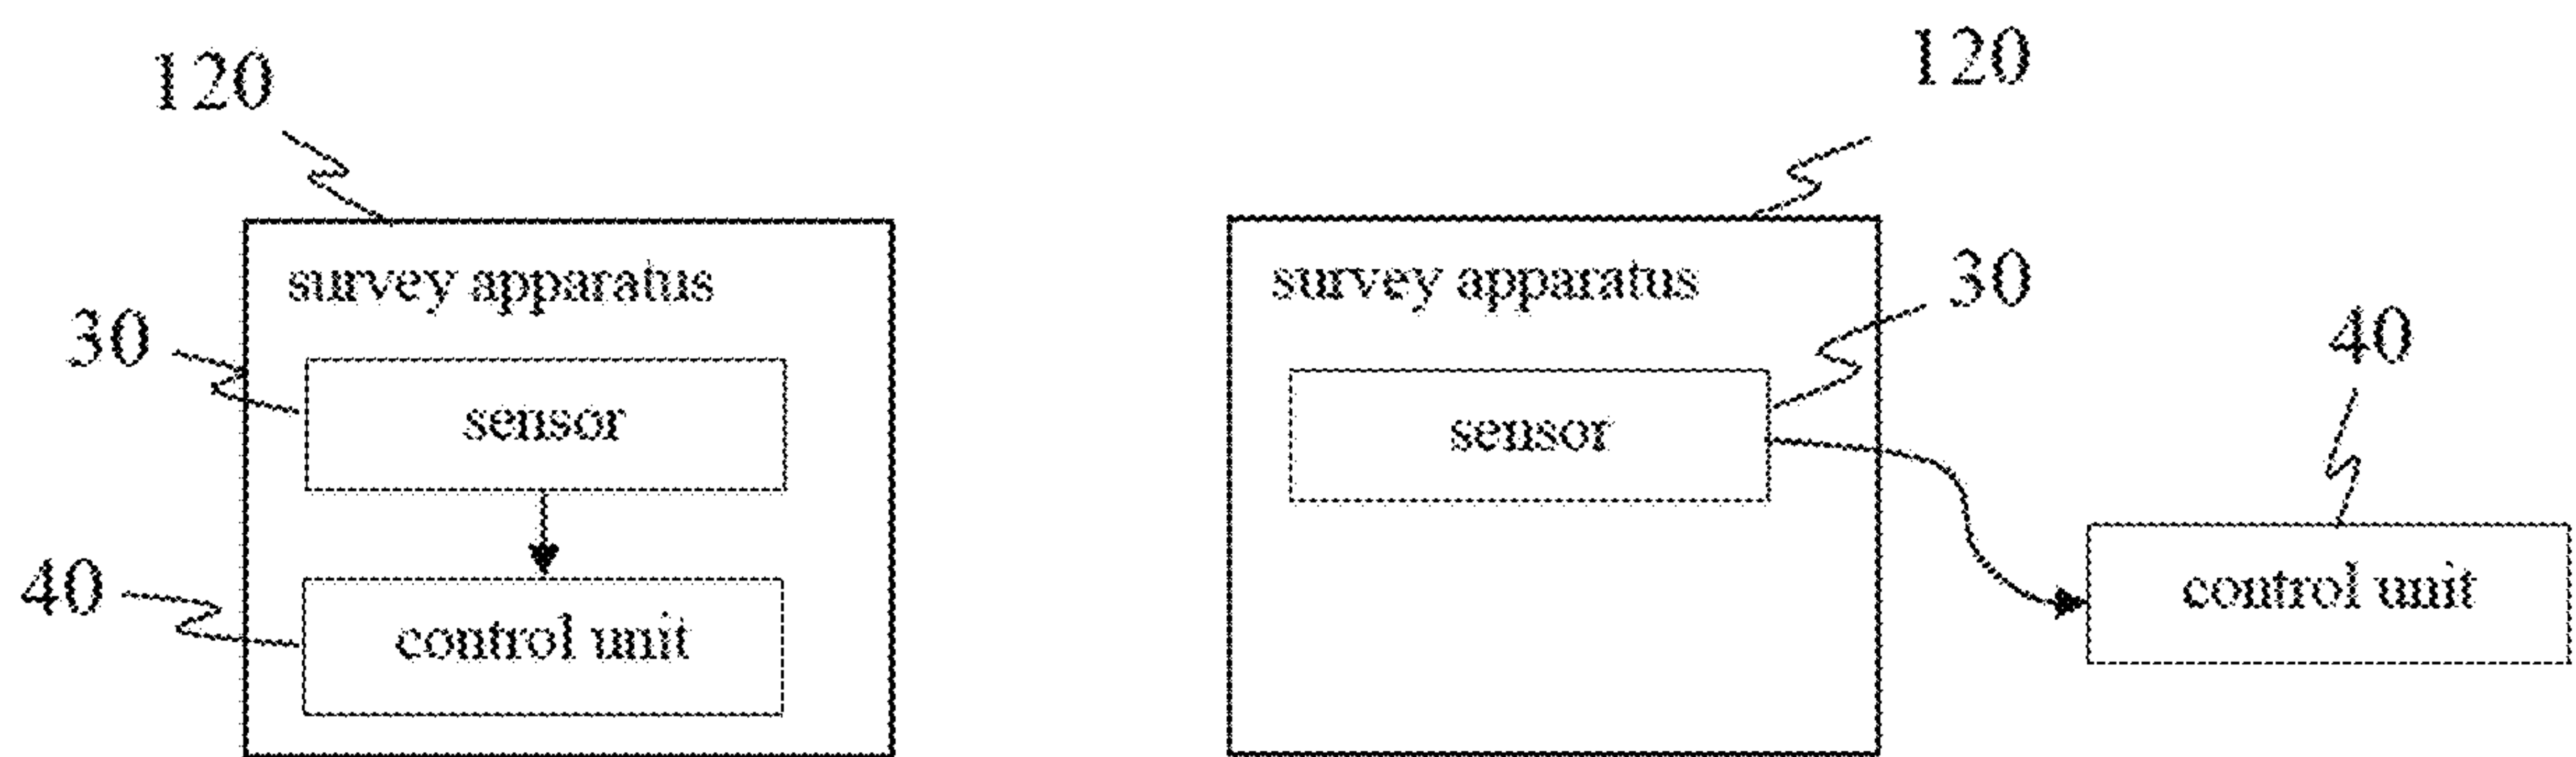 120
survey apparatus
30
sensor
40
control unit
120
survey apparatus
30
sensor
40
control unit